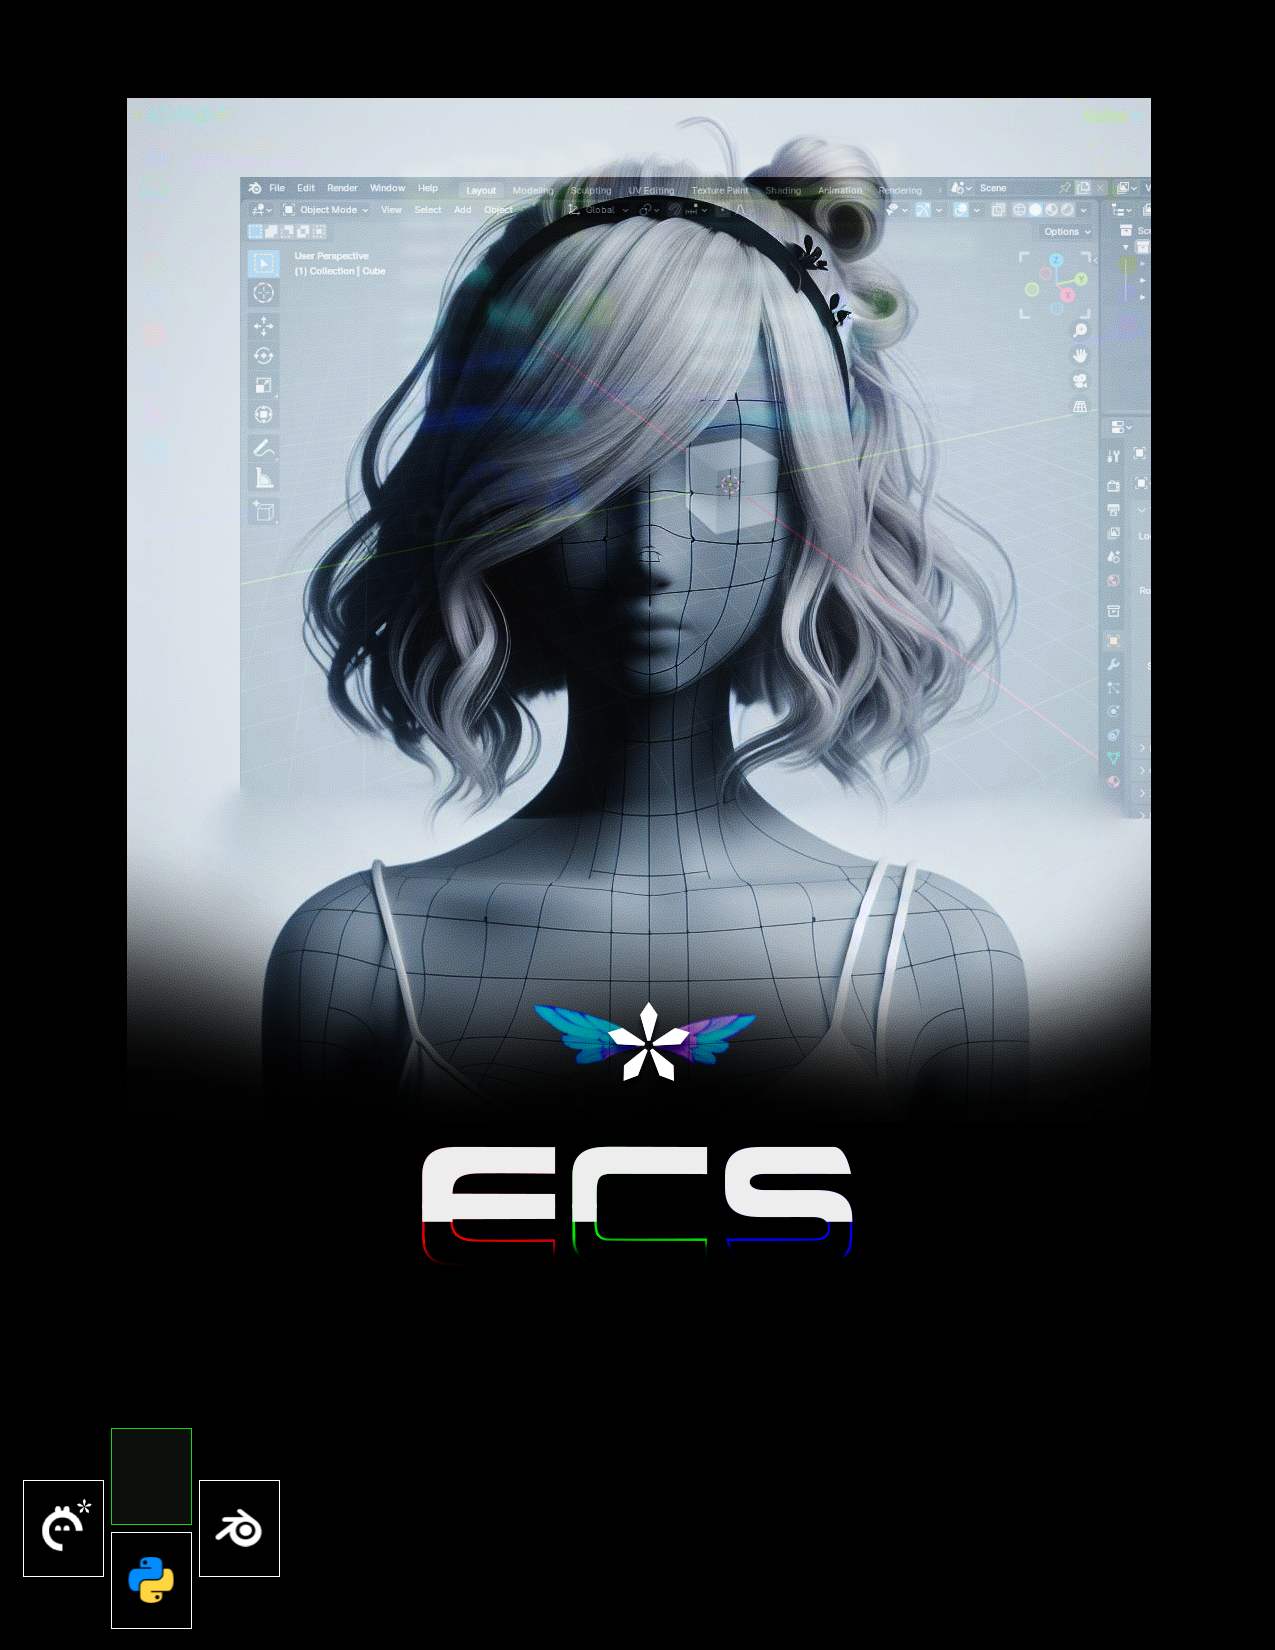 File Edit Render Window Help Layout Modeling Sculpting UV Editing Texture Paint Shading Animation Rendering Scene
Object Mode View Select Add Object Global
Options
User Perspective
(1) Collection | Cube
Z
Y
X
ECS